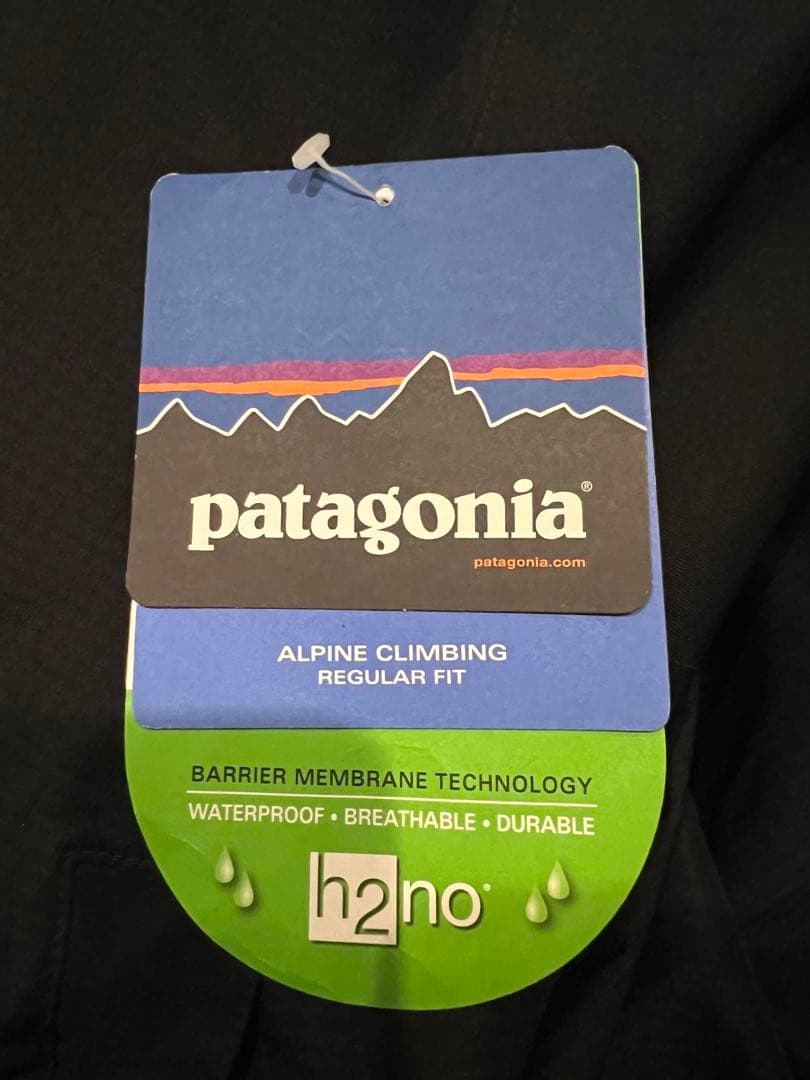 patagonia®
patagonia.com
ALPINE CLIMBING
REGULAR FIT
BARRIER MEMBRANE TECHNOLOGY
WATERPROOF • BREATHABLE • DURABLE
h2no